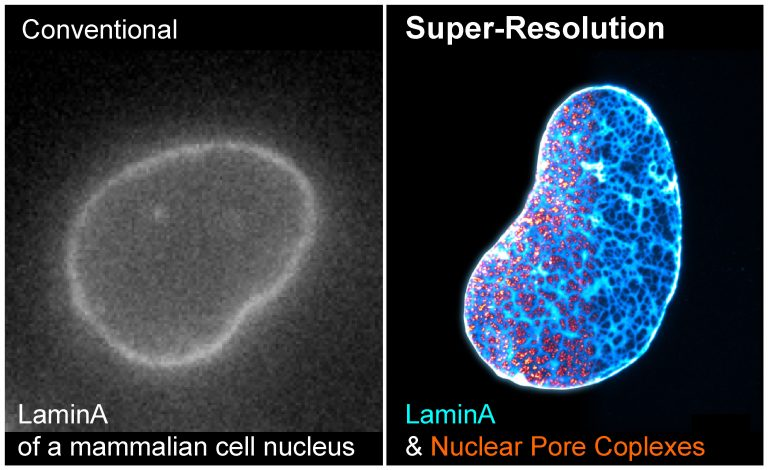 Conventional
LaminA
of a mammalian cell nucleus
Super-Resolution
LaminA
& Nuclear Pore Coplexes